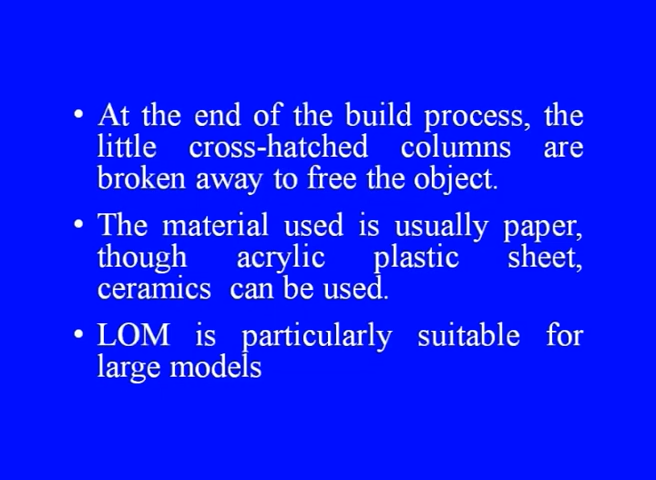 • At the end of the build process, the
little cross-hatched columns are
broken away to free the object.
• The material used is usually paper,
though acrylic plastic sheet,
ceramics can be used.
• LOM is particularly suitable for
large models